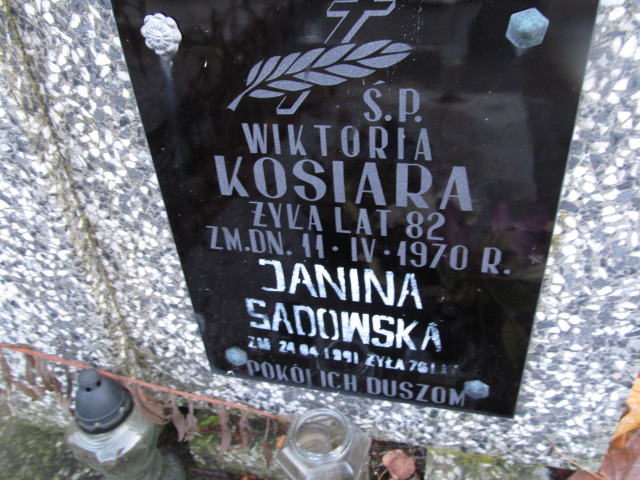 Ś.P.
WIKTORIA
KOSIARA
ŻYŁA LAT 82
ZM.DN. 11·IV·1970 R.
JANINA
SADOWSKA
ZM 24 04 1991 ŻYŁA 76 LAT
POKÓJ ICH DUSZOM